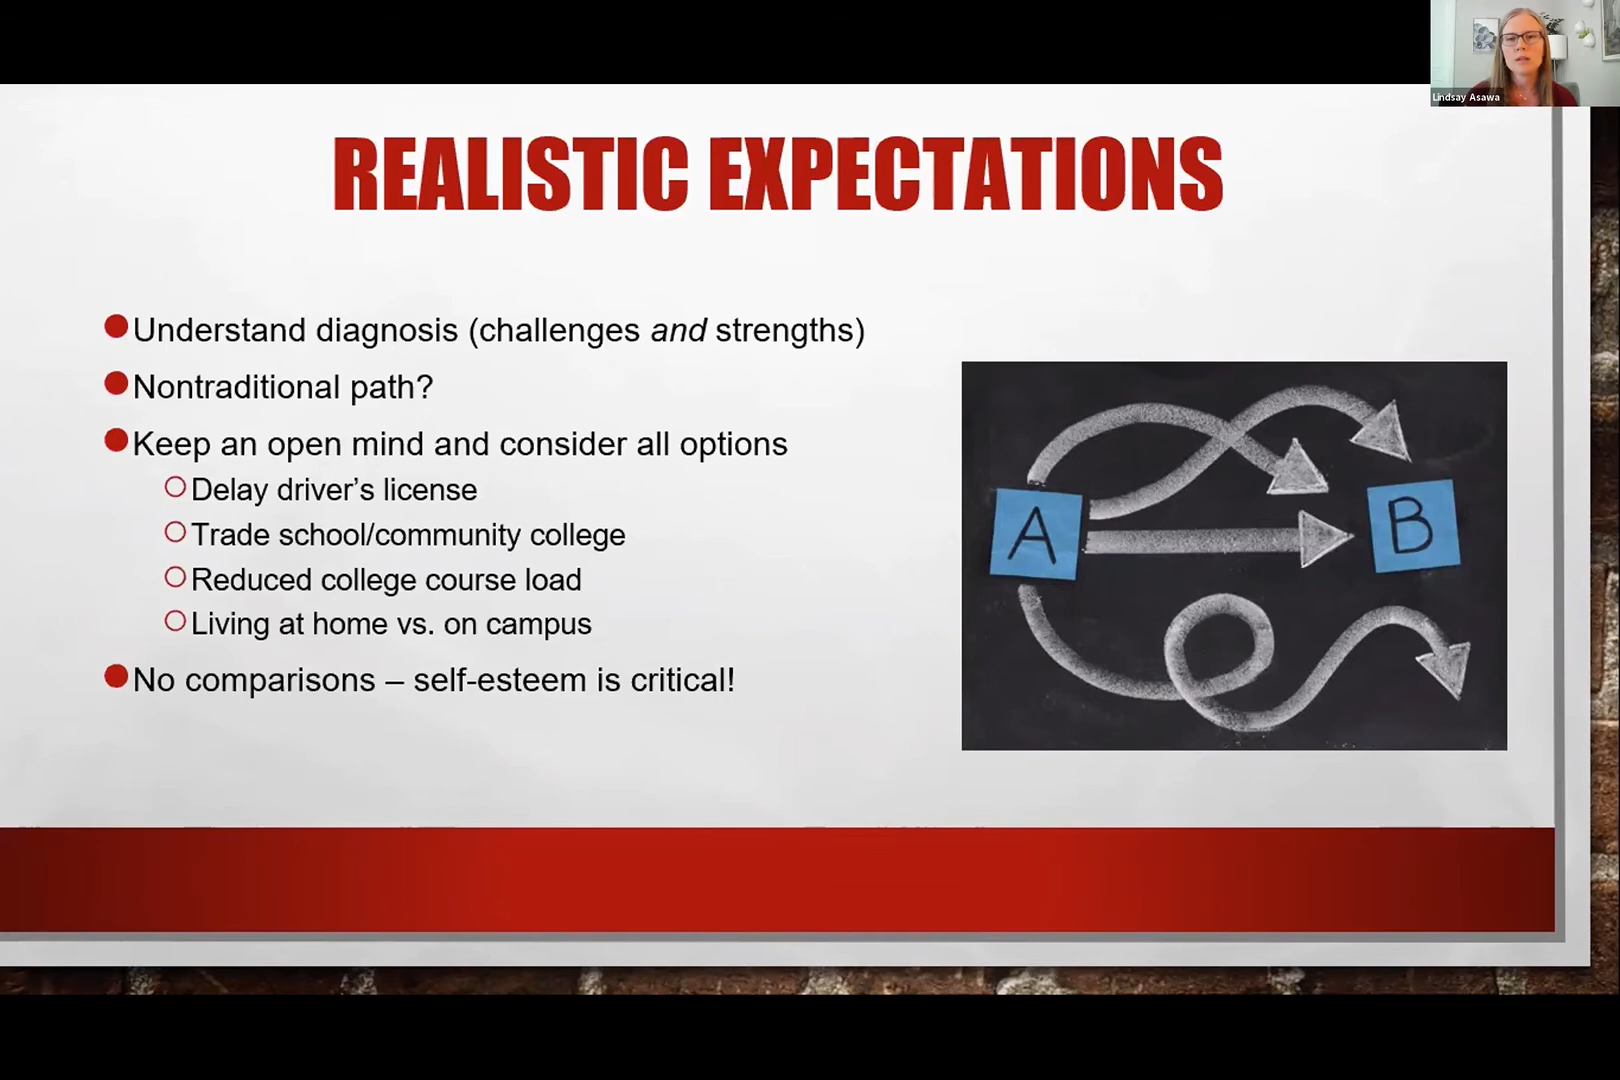 Lindsay Asawa
REALISTIC EXPECTATIONS
Understand diagnosis (challenges and strengths)
Nontraditional path?
Keep an open mind and consider all options
Delay driver’s license
Trade school/community college
Reduced college course load
Living at home vs. on campus
No comparisons – self-esteem is critical!
A
B